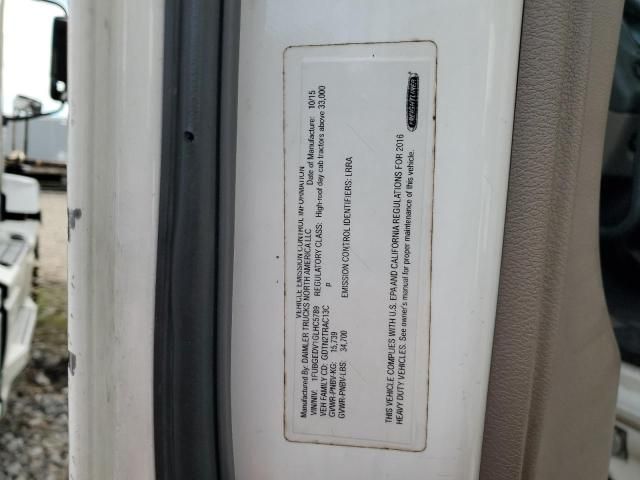 VEHICLE EMISSION CONTROL INFORMATION
Manufactured By: DAIMLER TRUCKS NORTH AMERICA LLC Date of Manufacture: 10/15
VIN/NIV: 1FUBGEDV1GLHC5789 REGULATORY CLASS: High-roof day cab tractors above 33,000
VEH FAMILY CD: GDTN2TRAC13C p
GVWR-PNBV-KG: 15,739
GVWR-PNBV-LBS: 34,700 EMISSION CONTROL IDENTIFIERS: LRRA
THIS VEHICLE COMPLIES WITH U.S. EPA AND CALIFORNIA REGULATIONS FOR 2016
HEAVY DUTY VEHICLES. See owner's manual for proper maintenance of this vehicle.
FREIGHTLINER